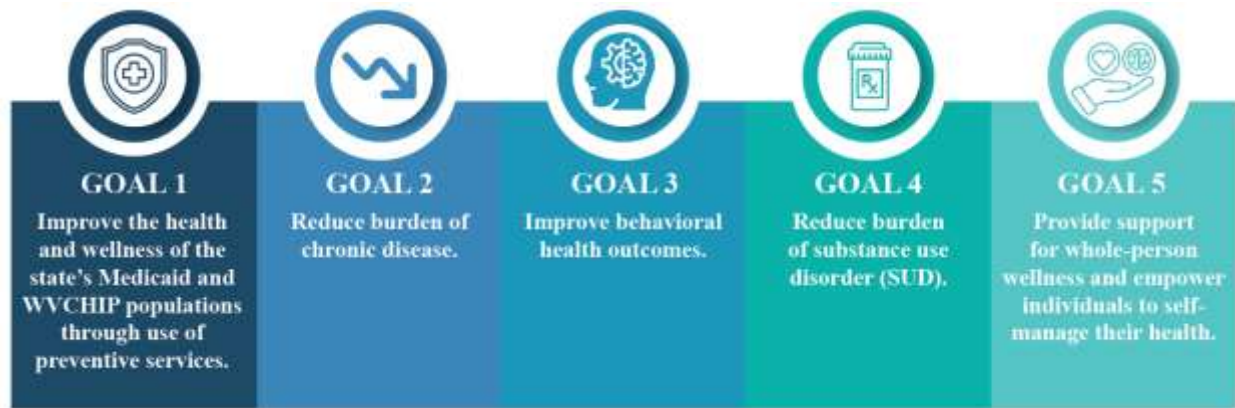 GOAL 1
Improve the health
and wellness of the
state's Medicaid and
WVCHIP populations
through use of
preventive services.
GOAL 2
Reduce burden of
chronic disease.
GOAL 3
Improve behavioral
health outcomes.
Rx
GOAL 4
Reduce burden
of substance use
disorder (SUD).
GOAL 5
Provide support
for whole-person
wellness and empower
individuals to self-
manage their health.